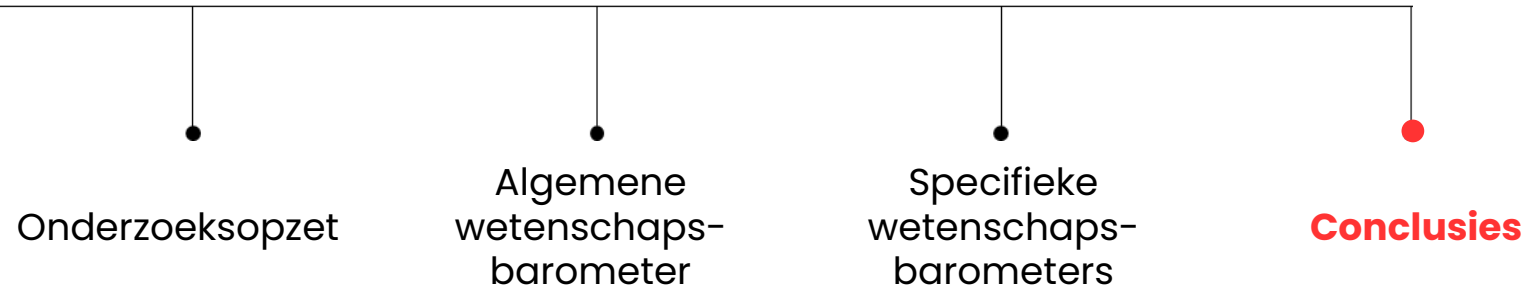 Onderzoeksopzet
Algemene
wetenschaps-
barometer
Specifieke
wetenschaps-
barometers
Conclusies